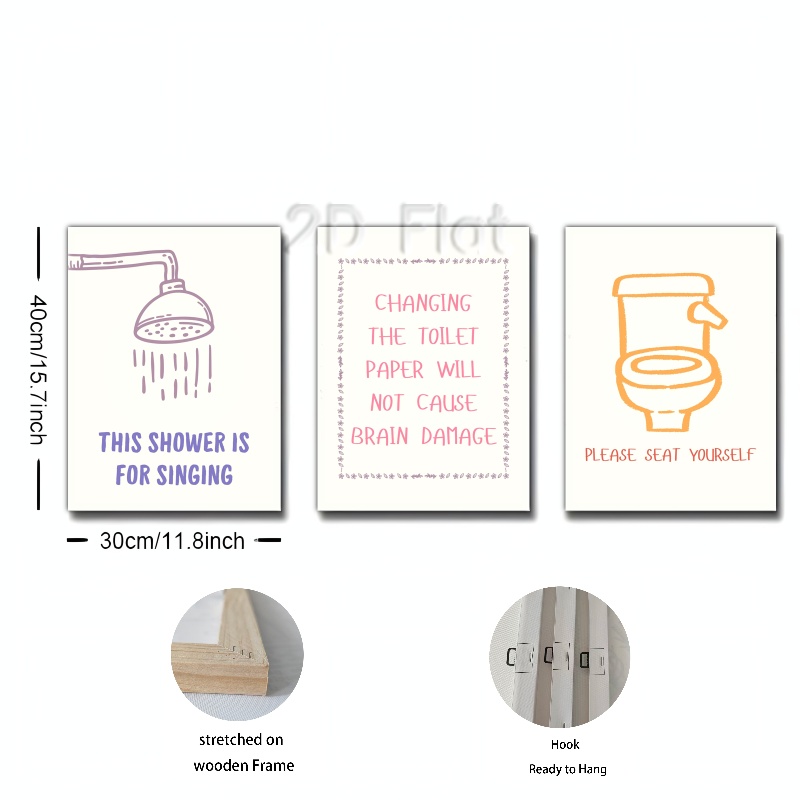 2D Flat
40cm/15.7inch
THIS SHOWER IS
FOR SINGING
CHANGING
THE TOILET
PAPER WILL
NOT CAUSE
BRAIN DAMAGE
PLEASE SEAT YOURSELF
30cm/11.8inch
stretched on
wooden Frame
Hook
Ready to Hang